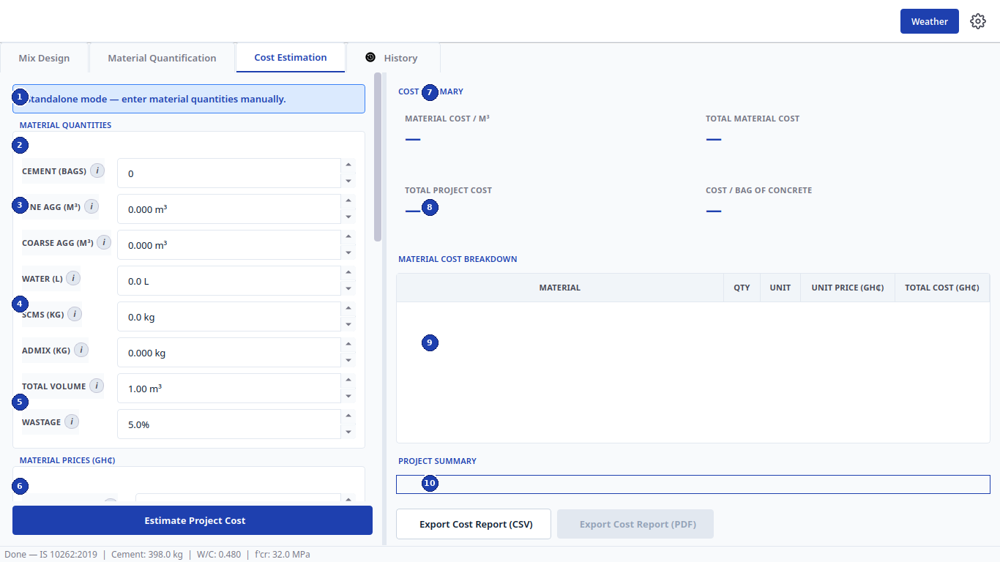 Weather
Mix Design
Material Quantification
Cost Estimation
History
1
tandalone mode — enter material quantities manually.
MATERIAL QUANTITIES
2
CEMENT (BAGS) i
0
3
NE AGG (M³) i
0.000 m³
COARSE AGG (M³) i
0.000 m³
WATER (L) i
0.0 L
4
SCMS (KG) i
0.0 kg
ADMIX (KG) i
0.000 kg
TOTAL VOLUME i
1.00 m³
5
WASTAGE i
5.0%
MATERIAL PRICES (GH₵)
6
Estimate Project Cost
COST 7 MARY
MATERIAL COST / M³
—
TOTAL MATERIAL COST
—
TOTAL PROJECT COST
— 8
COST / BAG OF CONCRETE
—
MATERIAL COST BREAKDOWN
MATERIAL QTY UNIT UNIT PRICE (GH₵) TOTAL COST (GH₵)
9
PROJECT SUMMARY
10
Export Cost Report (CSV)
Export Cost Report (PDF)
Done — IS 10262:2019 | Cement: 398.0 kg | W/C: 0.480 | f'cr: 32.0 MPa